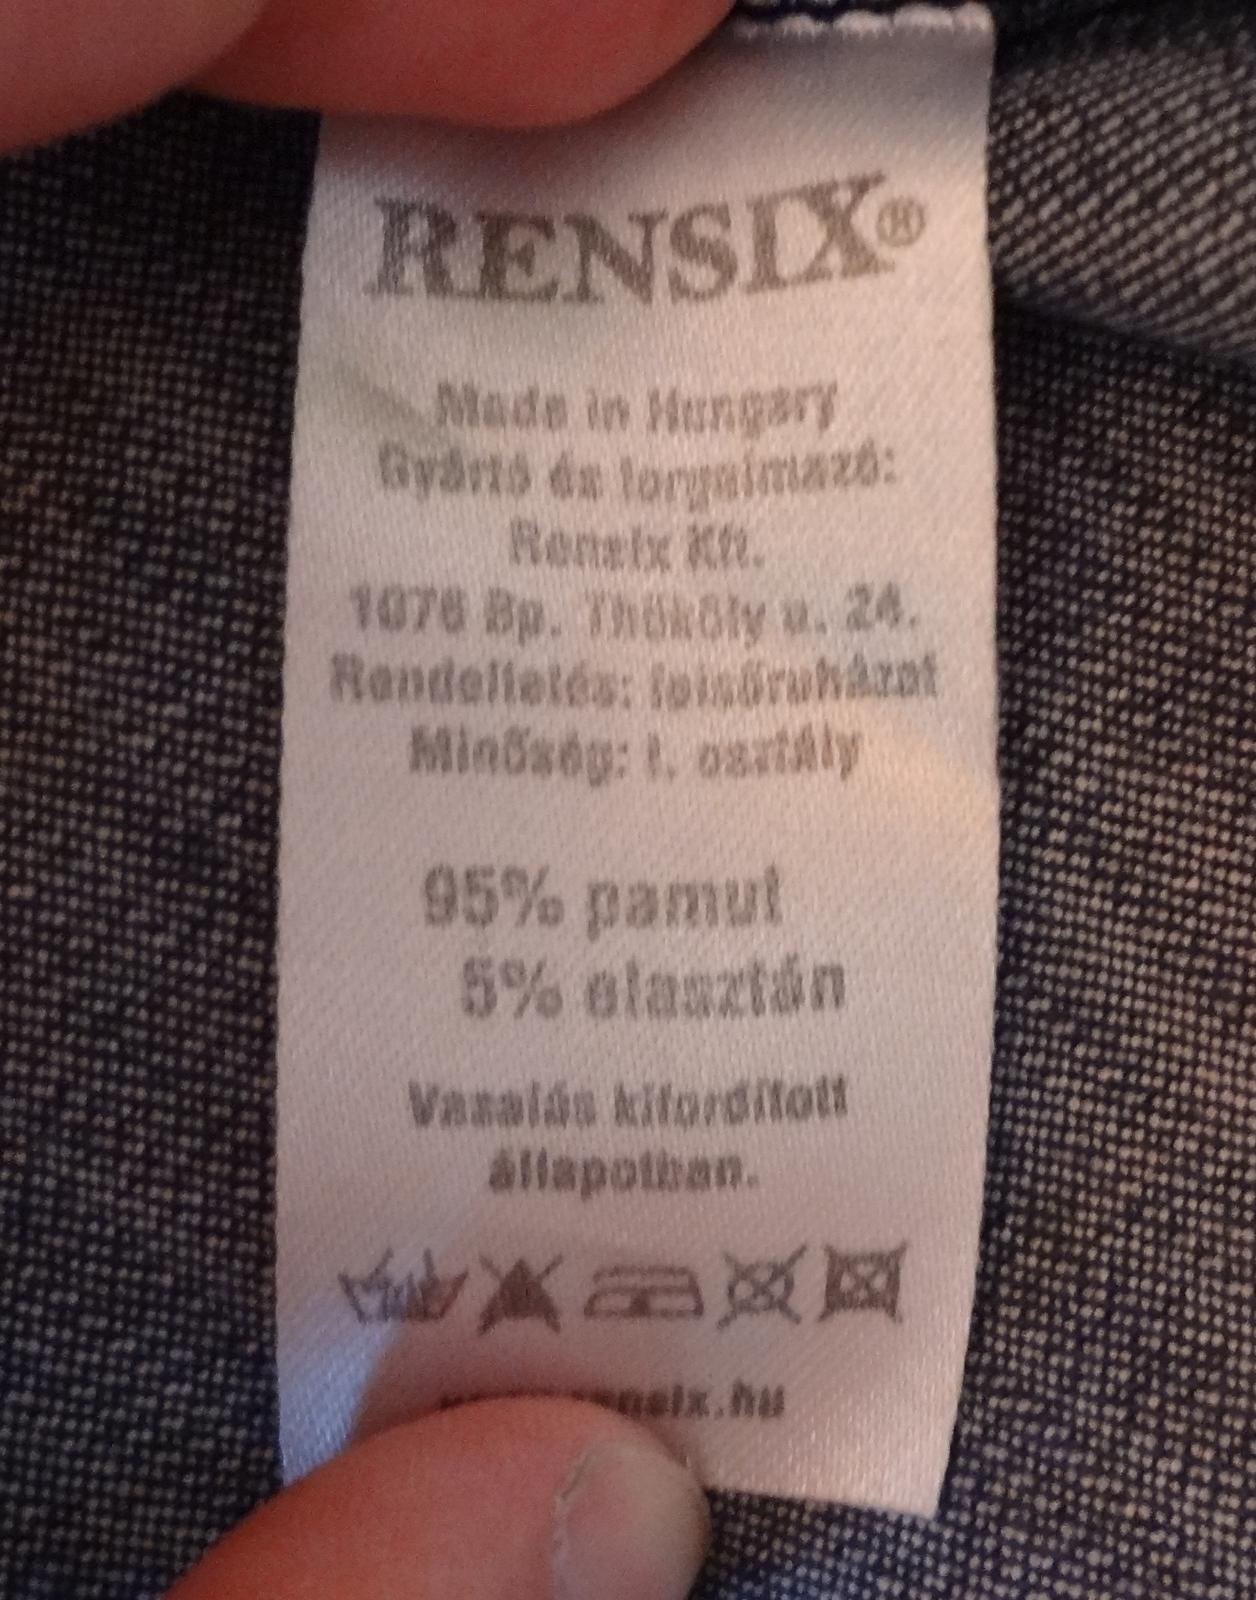 RENSIX®
Made in Hungary
Gyártó és forgalmazó:
Rensix Kft.
1076 Bp. Thököly u. 24.
Rendeltetés: felsőruházat
Minőség: I. osztály
95% pamut
5% elasztán
Vasalás kifordított
állapotban.